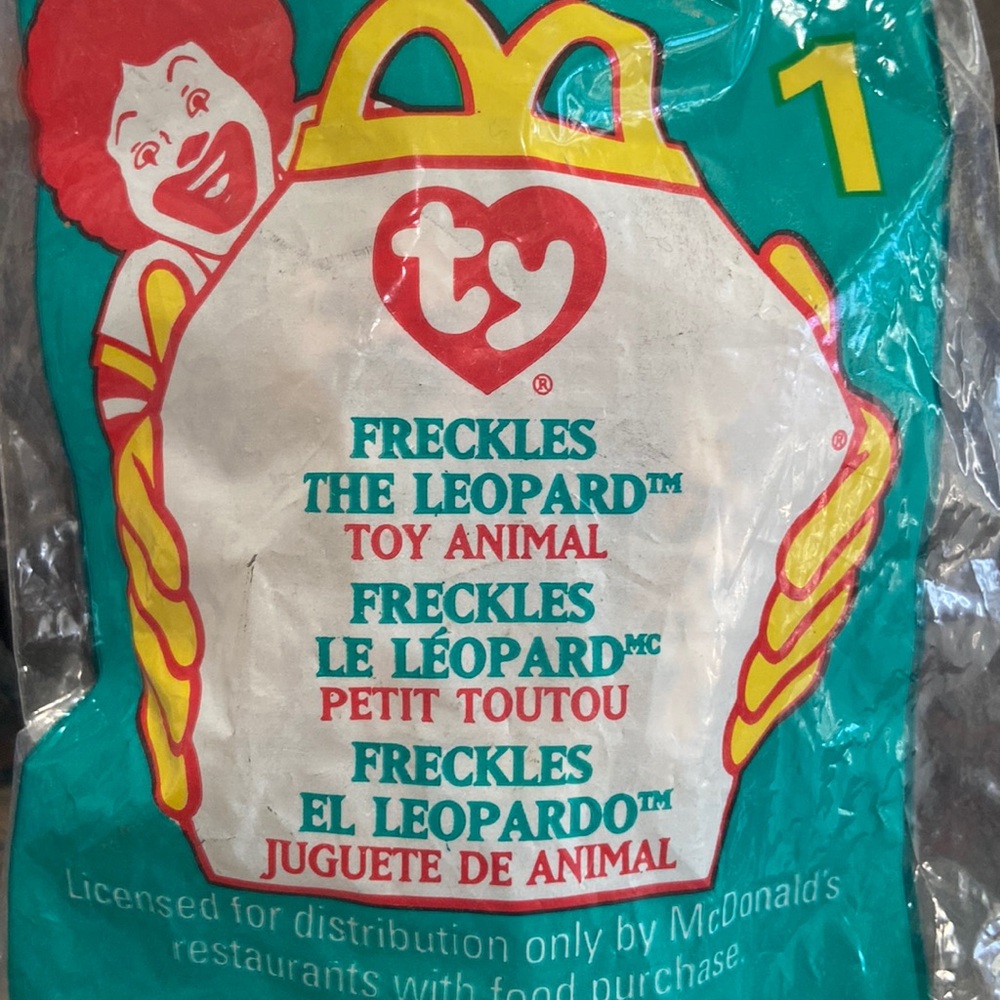 1
ty®
FRECKLES
THE LEOPARD™
TOY ANIMAL
®
FRECKLES
LE LÉOPARDᴹᶜ
PETIT TOUTOU
FRECKLES
EL LEOPARDO™
JUGUETE DE ANIMAL
Licensed for distribution only by McDonald's
restaurants with food purchase.